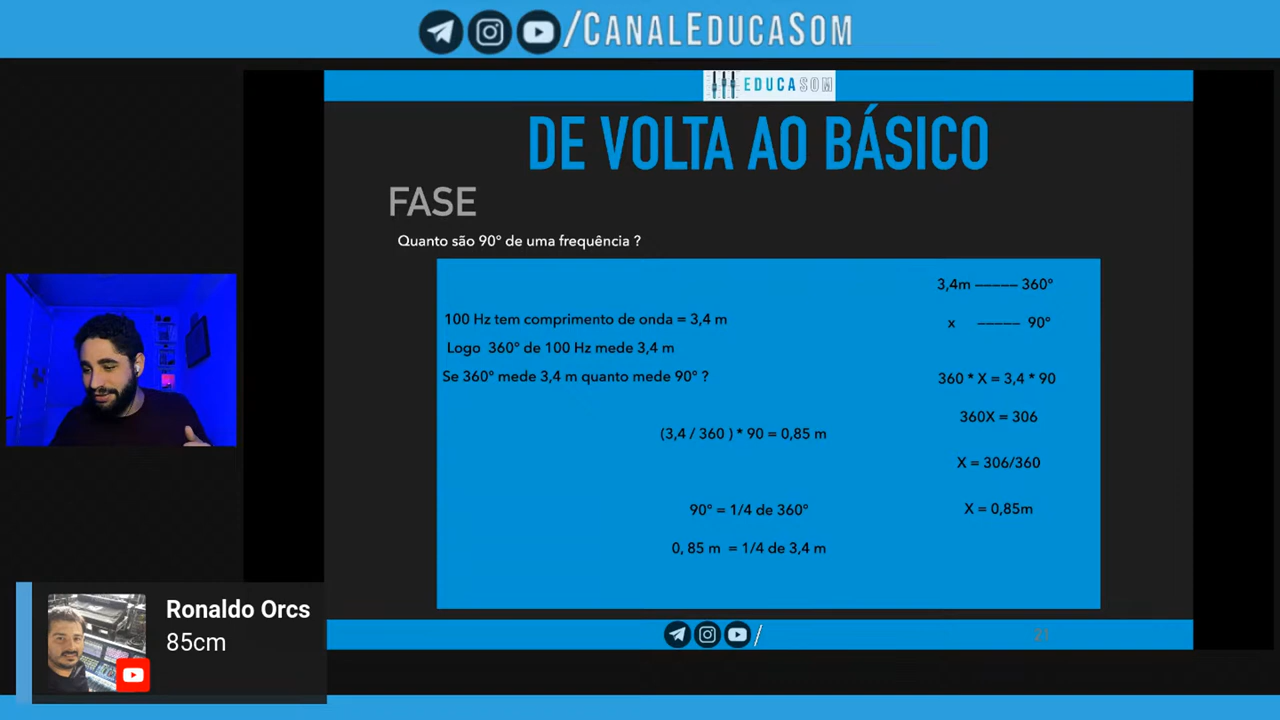 /CANALEDUCASOM
EDUCASOM
DE VOLTA AO BÁSICO
FASE
Quanto são 90° de uma frequência ?
100 Hz tem comprimento de onda = 3,4 m
Logo 360° de 100 Hz mede 3,4 m
Se 360° mede 3,4 m quanto mede 90° ?
(3,4 / 360 ) * 90 = 0,85 m
90° = 1/4 de 360°
0, 85 m = 1/4 de 3,4 m
3,4m ––––– 360°
x ––––– 90°
360 * X = 3,4 * 90
360X = 306
X = 306/360
X = 0,85m
Ronaldo Orcs
85cm
/
21